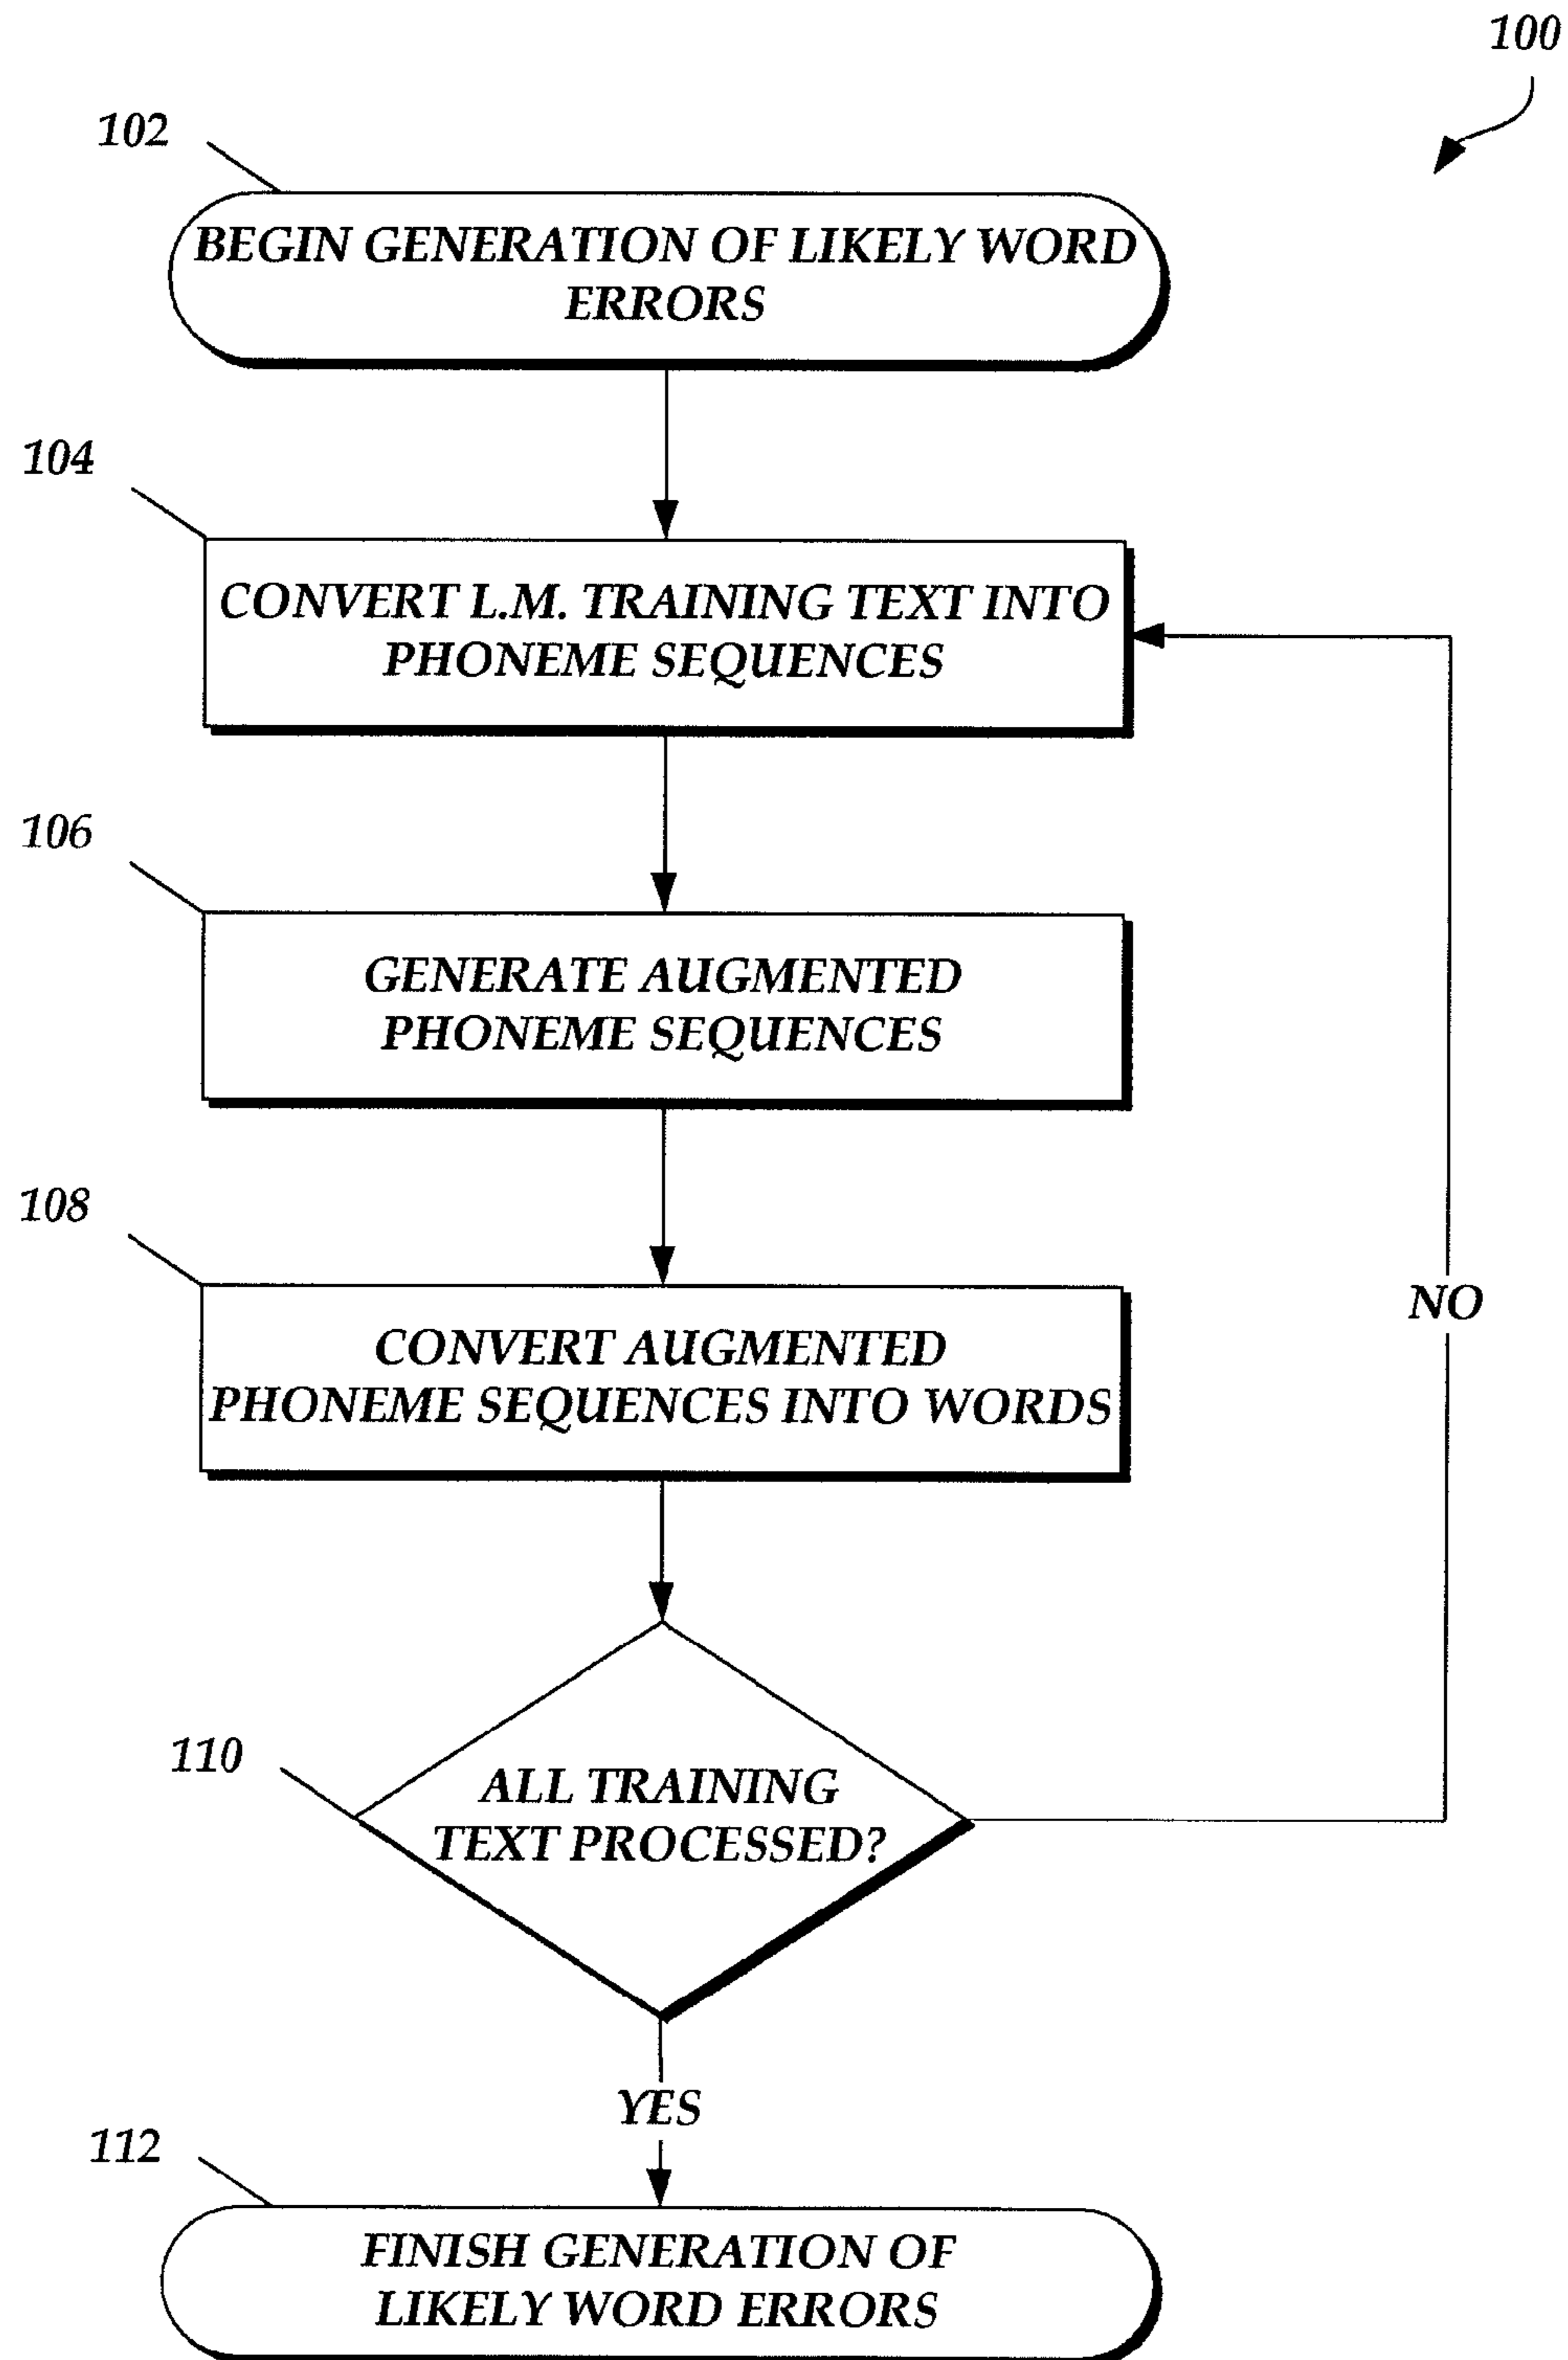 100
102
BEGIN GENERATION OF LIKELY WORD
ERRORS
104
CONVERT L.M. TRAINING TEXT INTO
PHONEME SEQUENCES
106
GENERATE AUGMENTED
PHONEME SEQUENCES
108
CONVERT AUGMENTED
PHONEME SEQUENCES INTO WORDS
NO
110
ALL TRAINING
TEXT PROCESSED?
YES
112
FINISH GENERATION OF
LIKELY WORD ERRORS